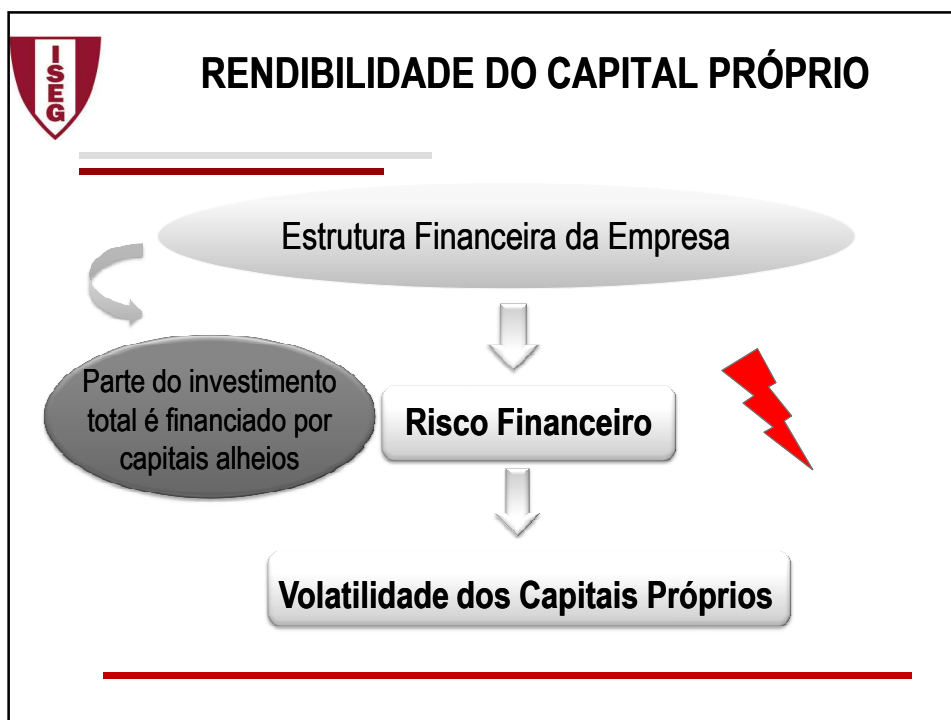 ISEG
RENDIBILIDADE DO CAPITAL PRÓPRIO
Estrutura Financeira da Empresa
Parte do investimento
total é financiado por
capitais alheios
Risco Financeiro
Volatilidade dos Capitais Próprios